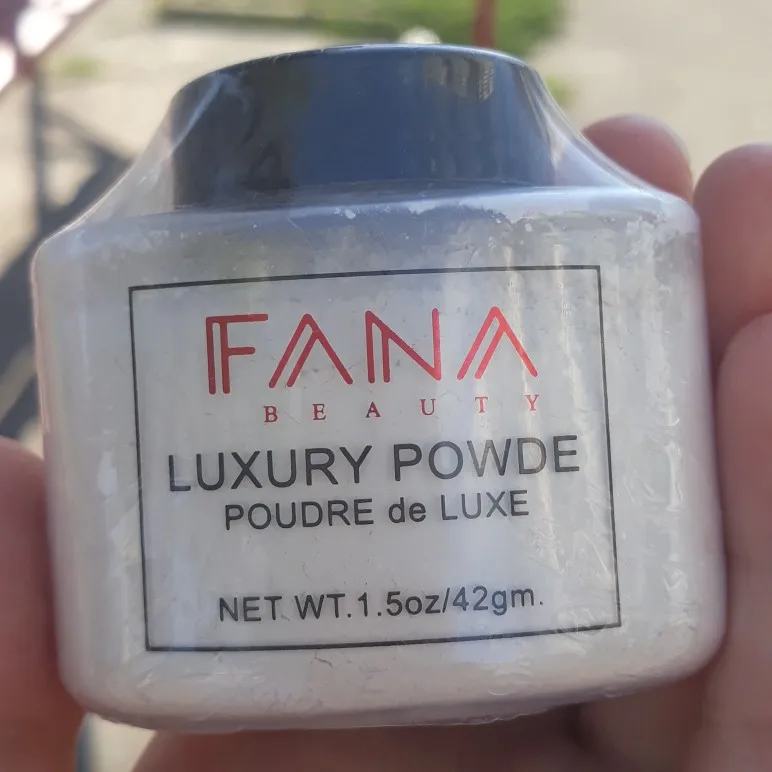 FANA
BEAUTY
LUXURY POWDE
POUDRE de LUXE
NET WT.1.5oz/42gm.